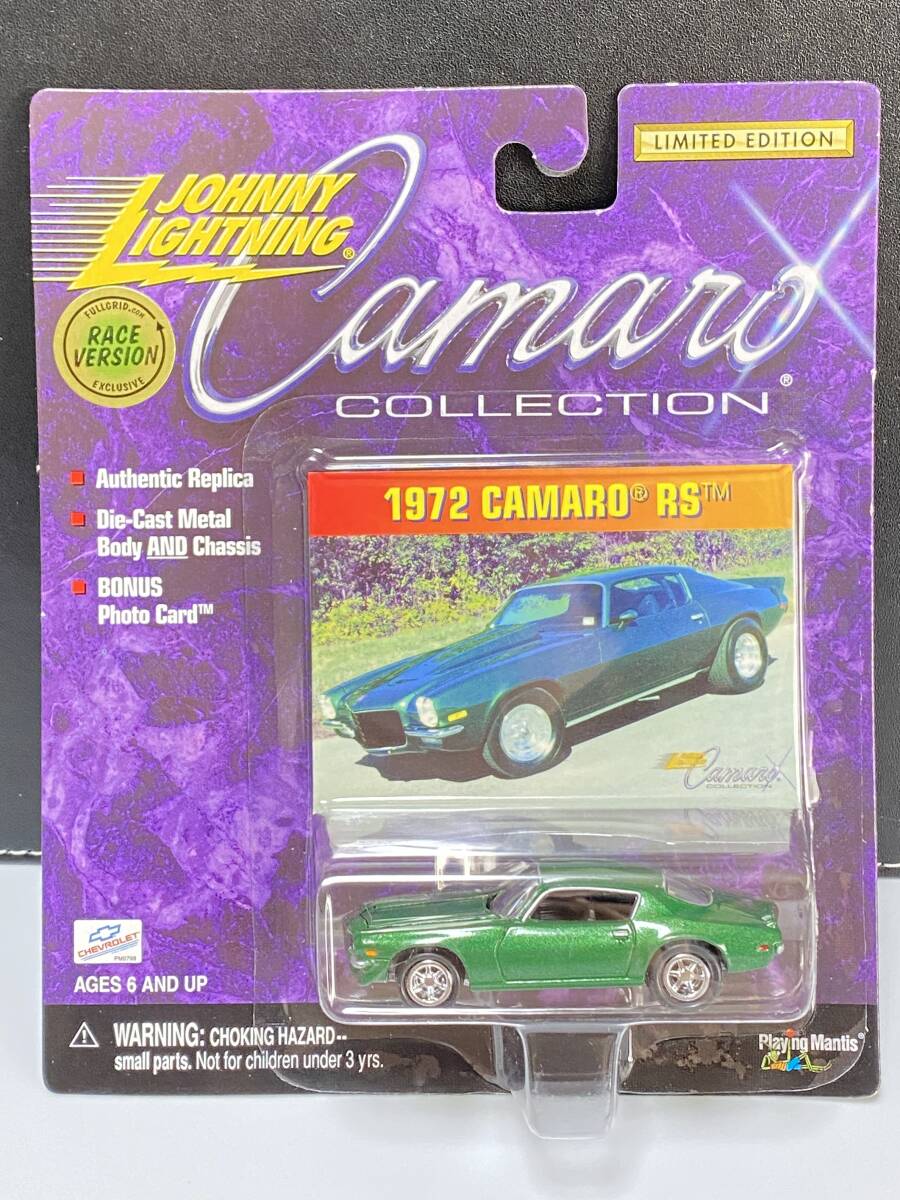 LIMITED EDITION
JOHNNY
LIGHTNING®
Camaro®
COLLECTION
FULLGRID.com
RACE
VERSION
EXCLUSIVE
Authentic Replica
Die-Cast Metal
Body AND Chassis
BONUS
Photo Card™
1972 CAMARO® RS™
Camaro
COLLECTION
CHEVROLET
PM0798
AGES 6 AND UP
WARNING: CHOKING HAZARD--
small parts. Not for children under 3 yrs.
Playing Mantis®